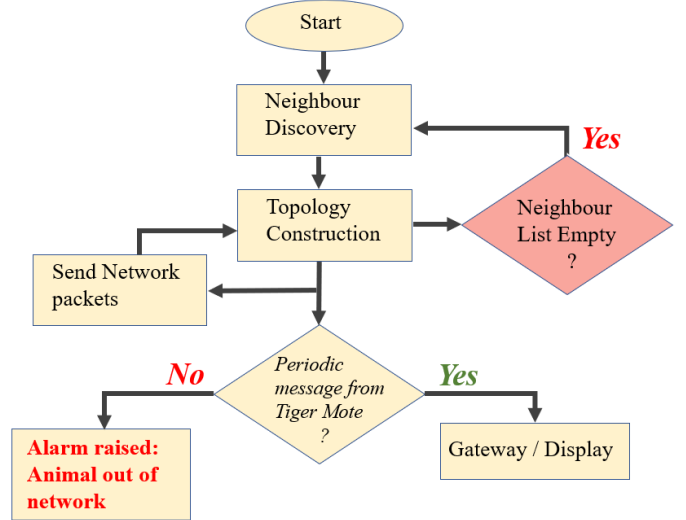 Start
Neighbour
Discovery
Yes
Topology
Construction
Neighbour
List Empty
?
Send Network
packets
No
Periodic
message from
Tiger Mote
?
Yes
Alarm raised:
Animal out of
network
Gateway / Display